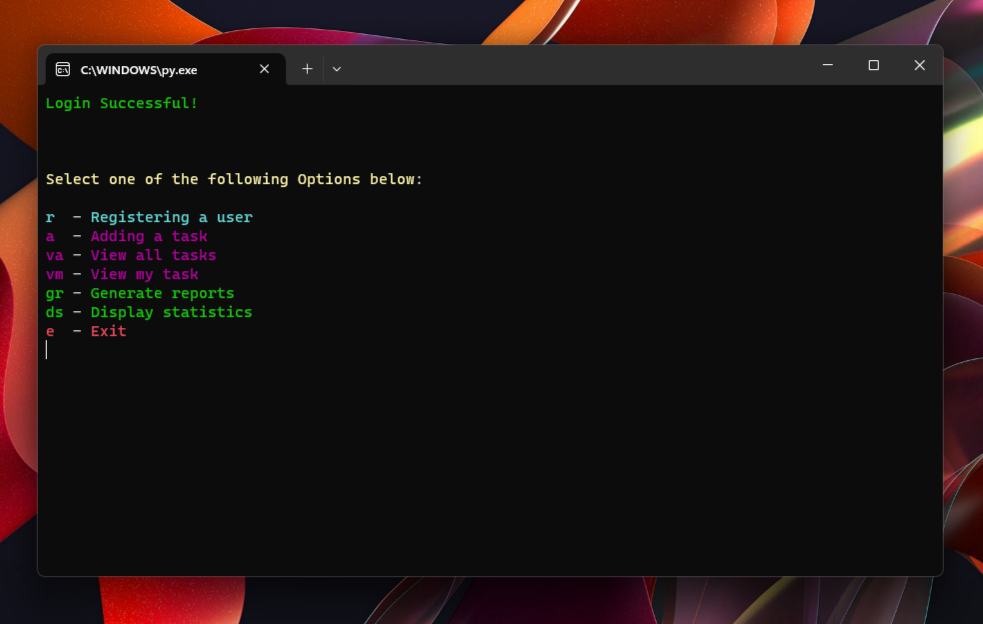 C:\WINDOWS\py.exe
Login Successful!
Select one of the following Options below:
r  - Registering a user
a  - Adding a task
va - View all tasks
vm - View my task
gr - Generate reports
ds - Display statistics
e  - Exit